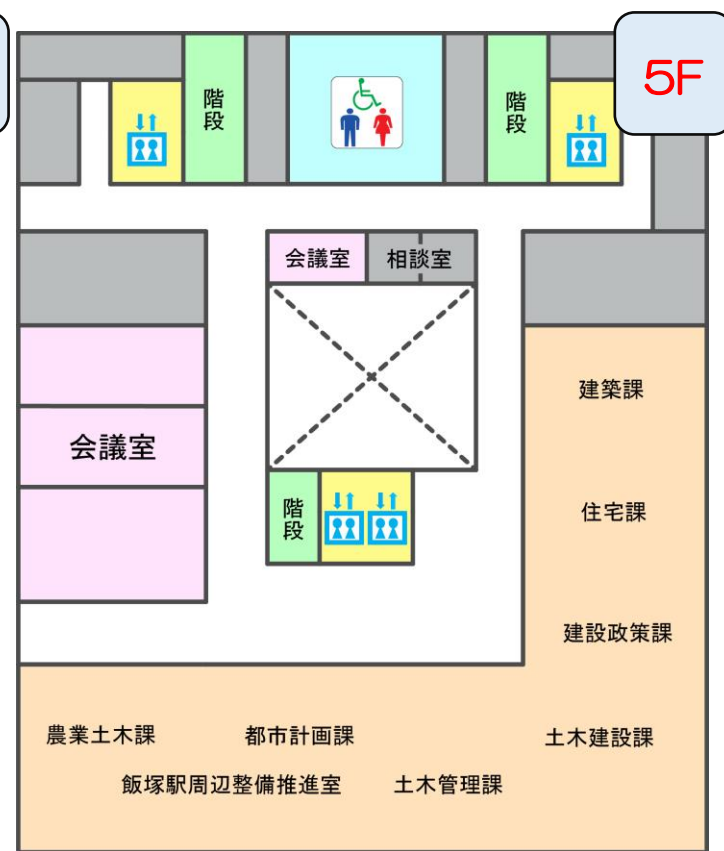 5F
階段
階段
会議室
相談室
建築課
会議室
住宅課
階段
建設政策課
農業土木課
都市計画課
土木建設課
飯塚駅周辺整備推進室
土木管理課